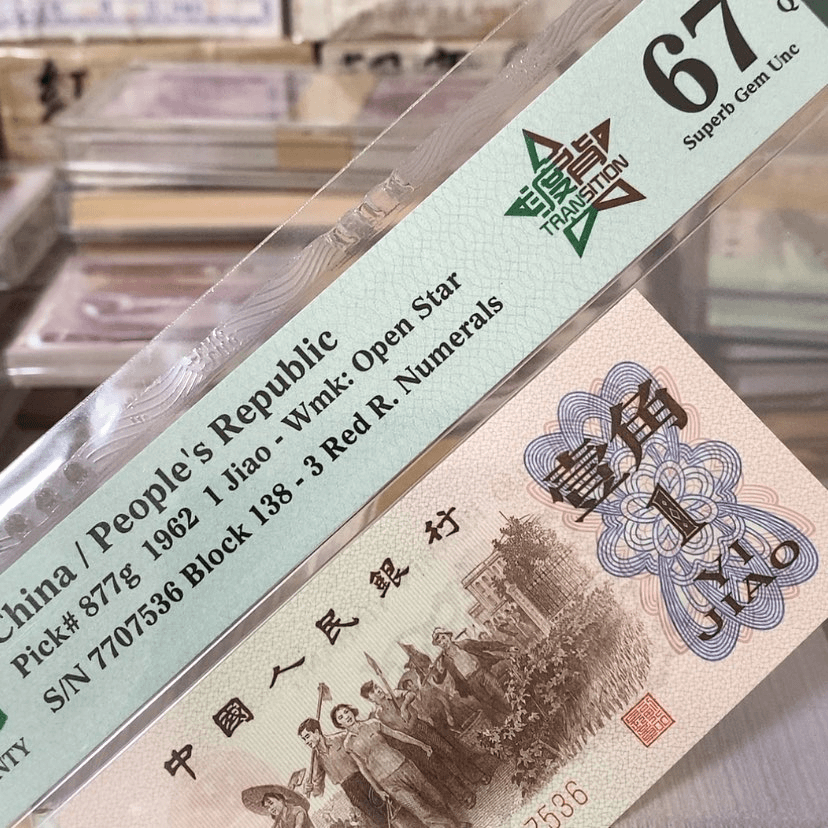 67
Q
Superb Gem Unc
TRANSITION
China / People's Republic
Pick# 877g 1962 1 Jiao - Wmk: Open Star
S/N 7707536 Block 138 - 3 Red R. Numerals
NTY
中國人民銀行
壹角
1
YI
JIAO
7536